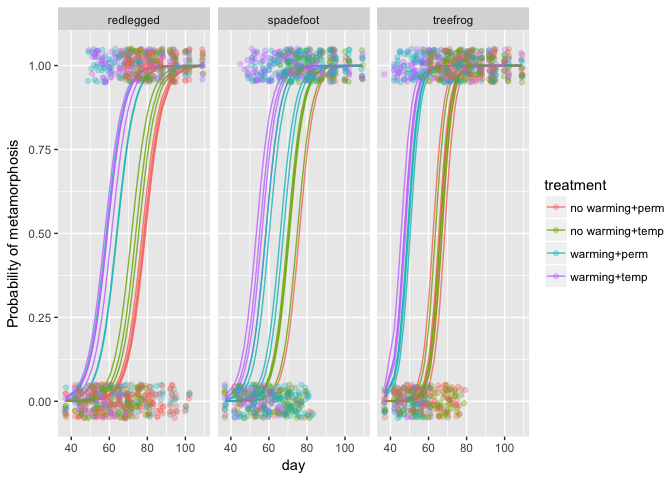 redlegged spadefoot treefrog
Probability of metamorphosis
1.00
0.75
0.50
0.25
0.00
40 60 80 100 40 60 80 100 40 60 80 100
day
treatment
no warming+perm
no warming+temp
warming+perm
warming+temp